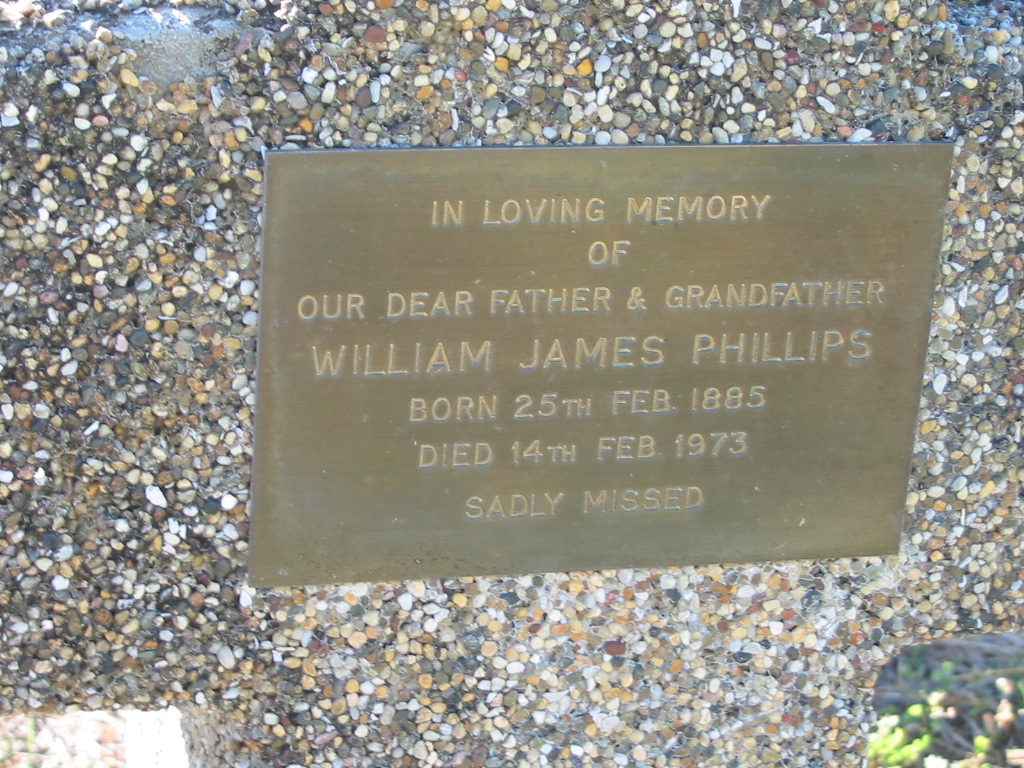 IN LOVING MEMORY
OF
OUR DEAR FATHER & GRANDFATHER
WILLIAM JAMES PHILLIPS
BORN 25TH FEB. 1885
DIED 14TH FEB. 1973
SADLY MISSED